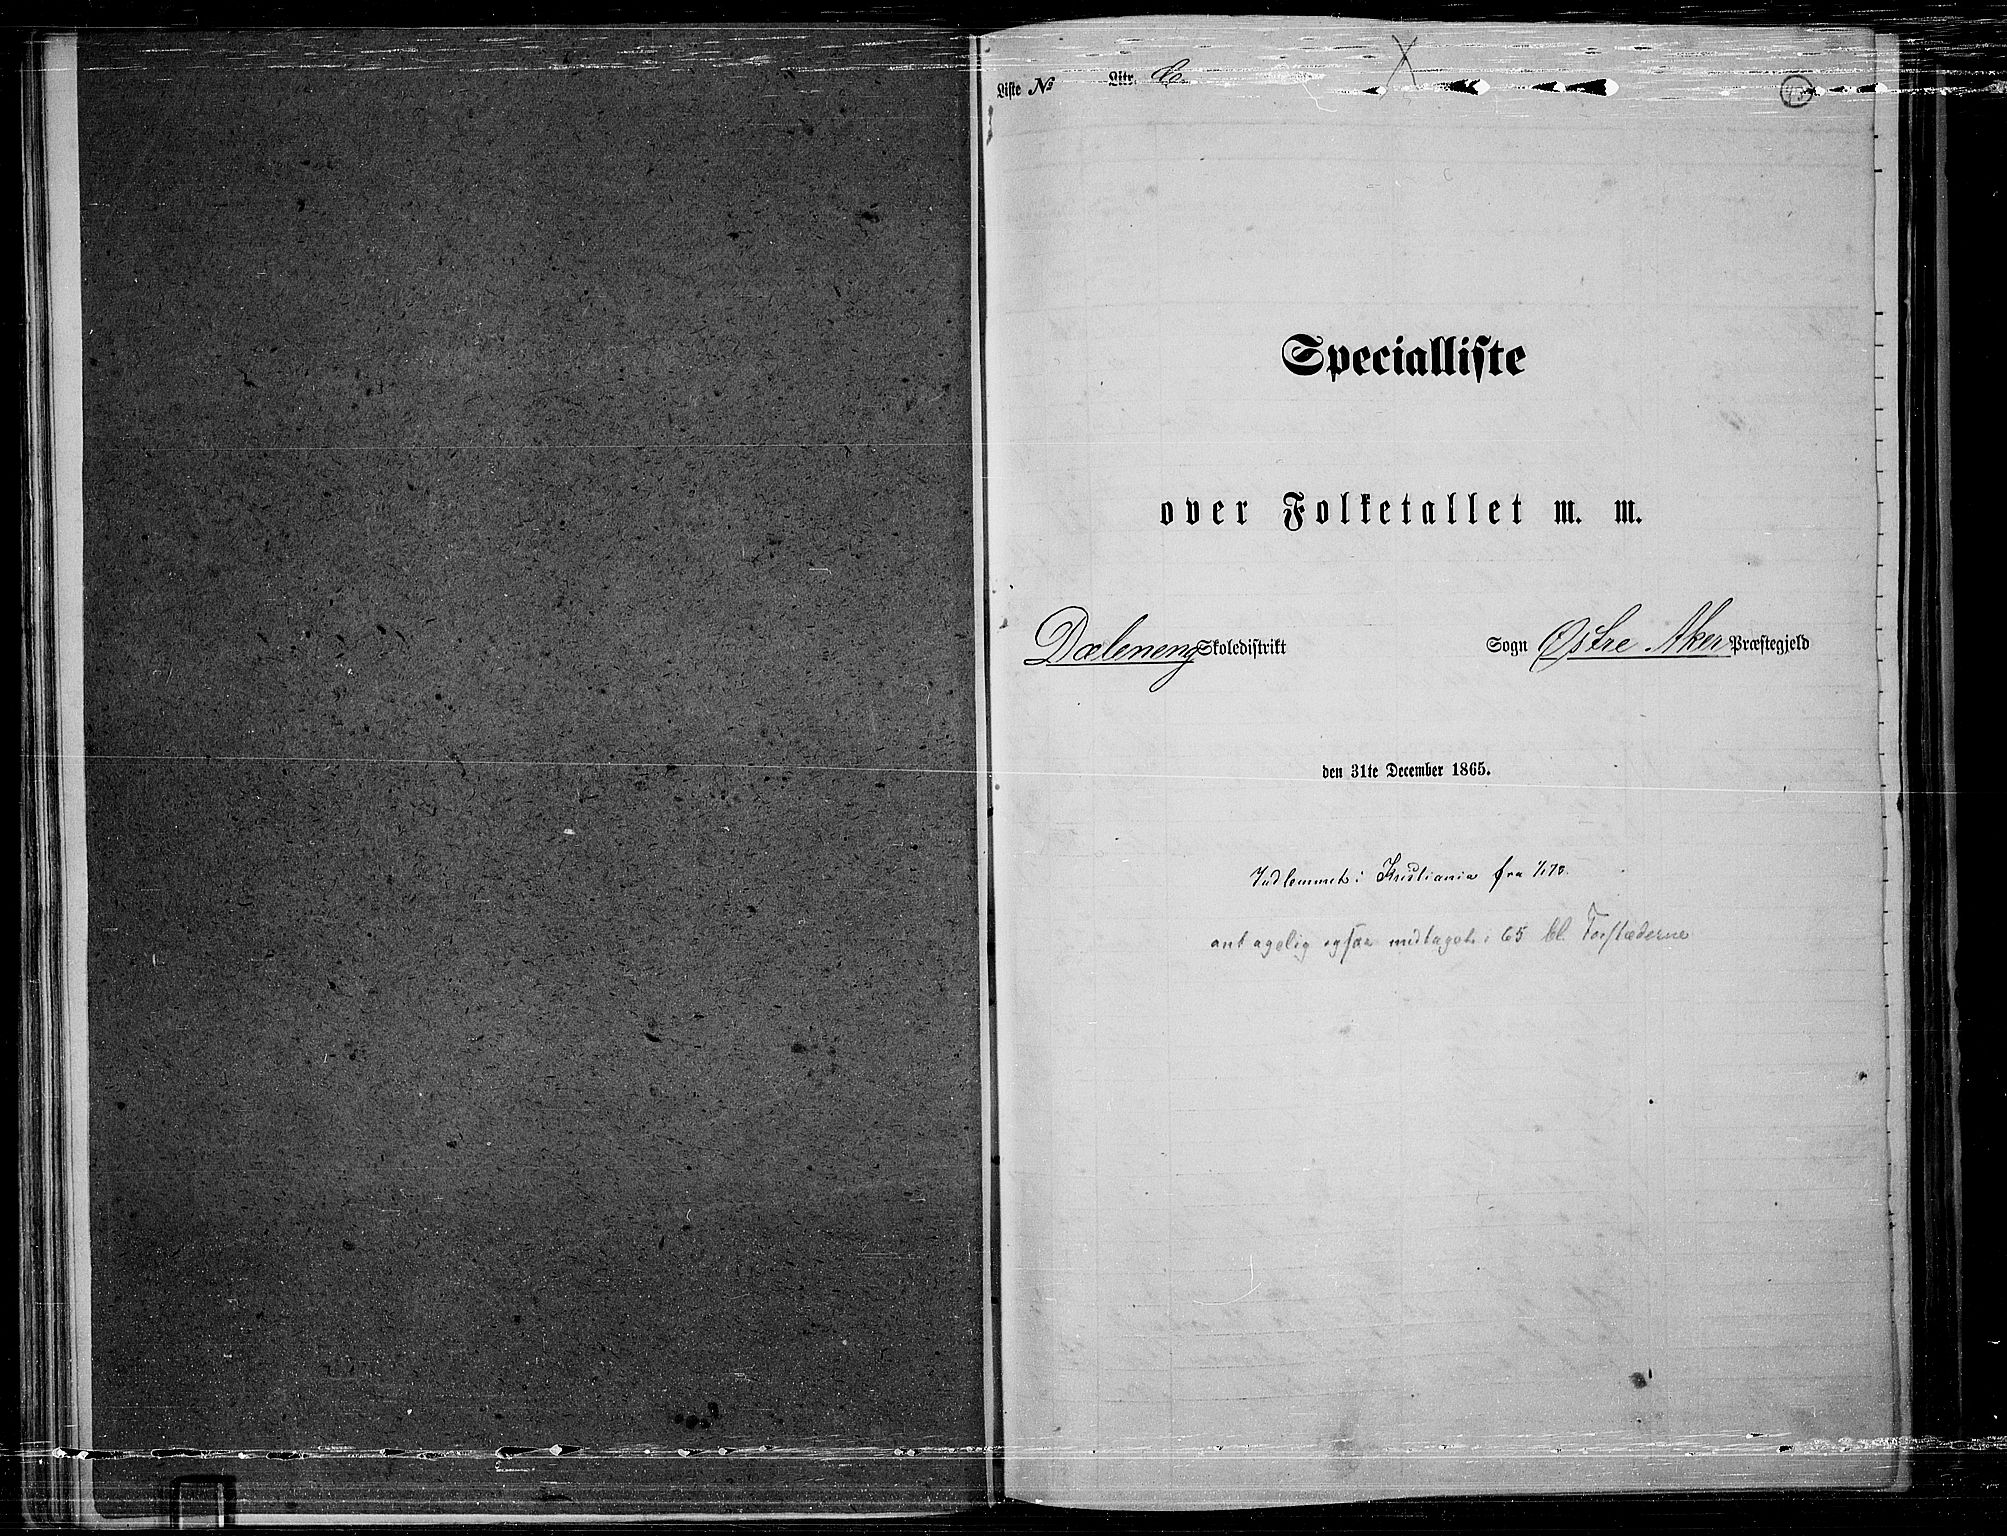 Liste № Litr. C.
Specialliste
over Folketallet m. m.
Dæleneng Skoledistrikt Sogn Østre Aker Præstegjeld
den 31te December 1865.
Indlemmet i Kristiania fra 1/1 78.
antagelig ogsaa medtaget i 65 bl. Forstæderne